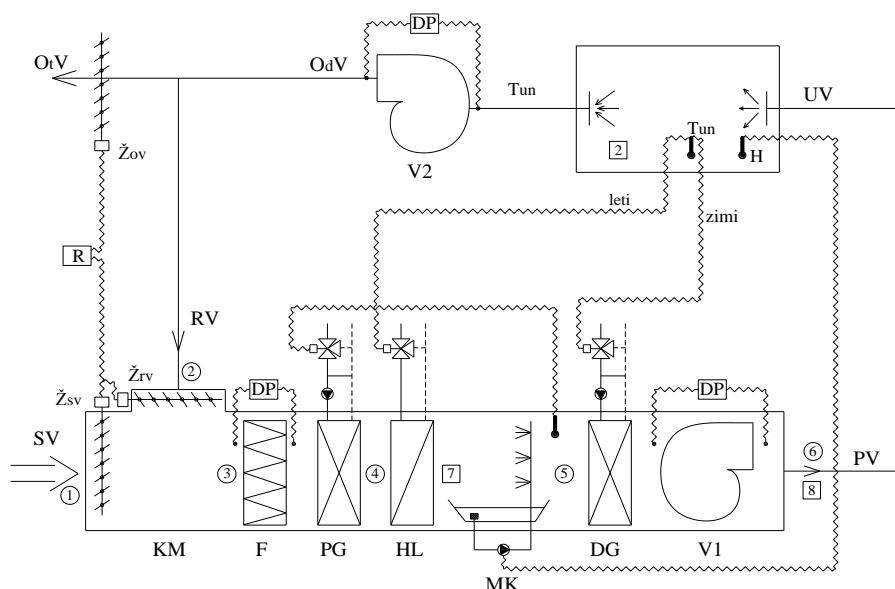 DP
OtV
OdV
Tun
UV
Žov
V2
2
Tun
H
leti
zimi
R
RV
Žrv
2
DP
DP
Žsv
SV
1
3
4
7
5
6
PV
8
KM
F
PG
HL
MK
DG
V1